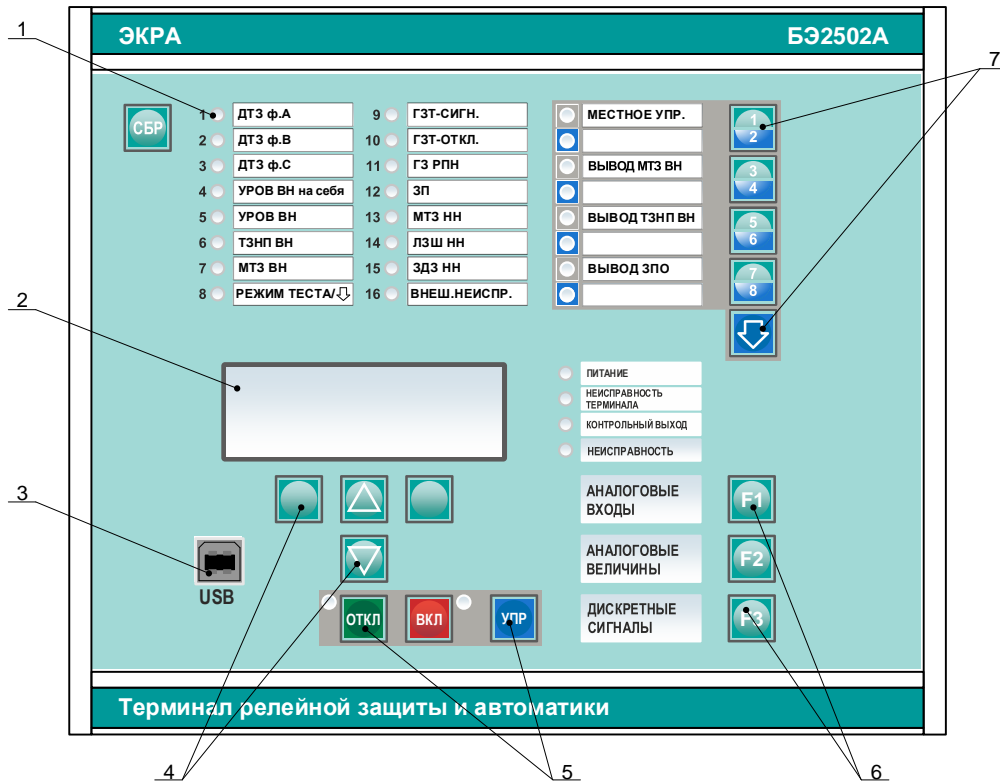 ЭКРА БЭ2502А
СБР
1 ДТЗ ф.А
2 ДТЗ ф.В
3 ДТЗ ф.С
4 УРОВ ВН на себя
5 УРОВ ВН
6 ТЗНП ВН
7 МТЗ ВН
8 РЕЖИМ ТЕСТА/
9 ГЗТ-СИГН.
10 ГЗТ-ОТКЛ.
11 ГЗ РПН
12 ЗП
13 МТЗ НН
14 ЛЗШ НН
15 ЗДЗ НН
16 ВНЕШ.НЕИСПР.
МЕСТНОЕ УПР.
ВЫВОД МТЗ ВН
ВЫВОД ТЗНП ВН
ВЫВОД ЗПО
1
2
3
4
5
6
7
8
ПИТАНИЕ
НЕИСПРАВНОСТЬ
ТЕРМИНАЛА
КОНТРОЛЬНЫЙ ВЫХОД
НЕИСПРАВНОСТЬ
АНАЛОГОВЫЕ
ВХОДЫ
F1
АНАЛОГОВЫЕ
ВЕЛИЧИНЫ
F2
ДИСКРЕТНЫЕ
СИГНАЛЫ
F3
USB
ОТКЛ
ВКЛ
УПР
Терминал релейной защиты и автоматики
1
2
3
4
5
6
7